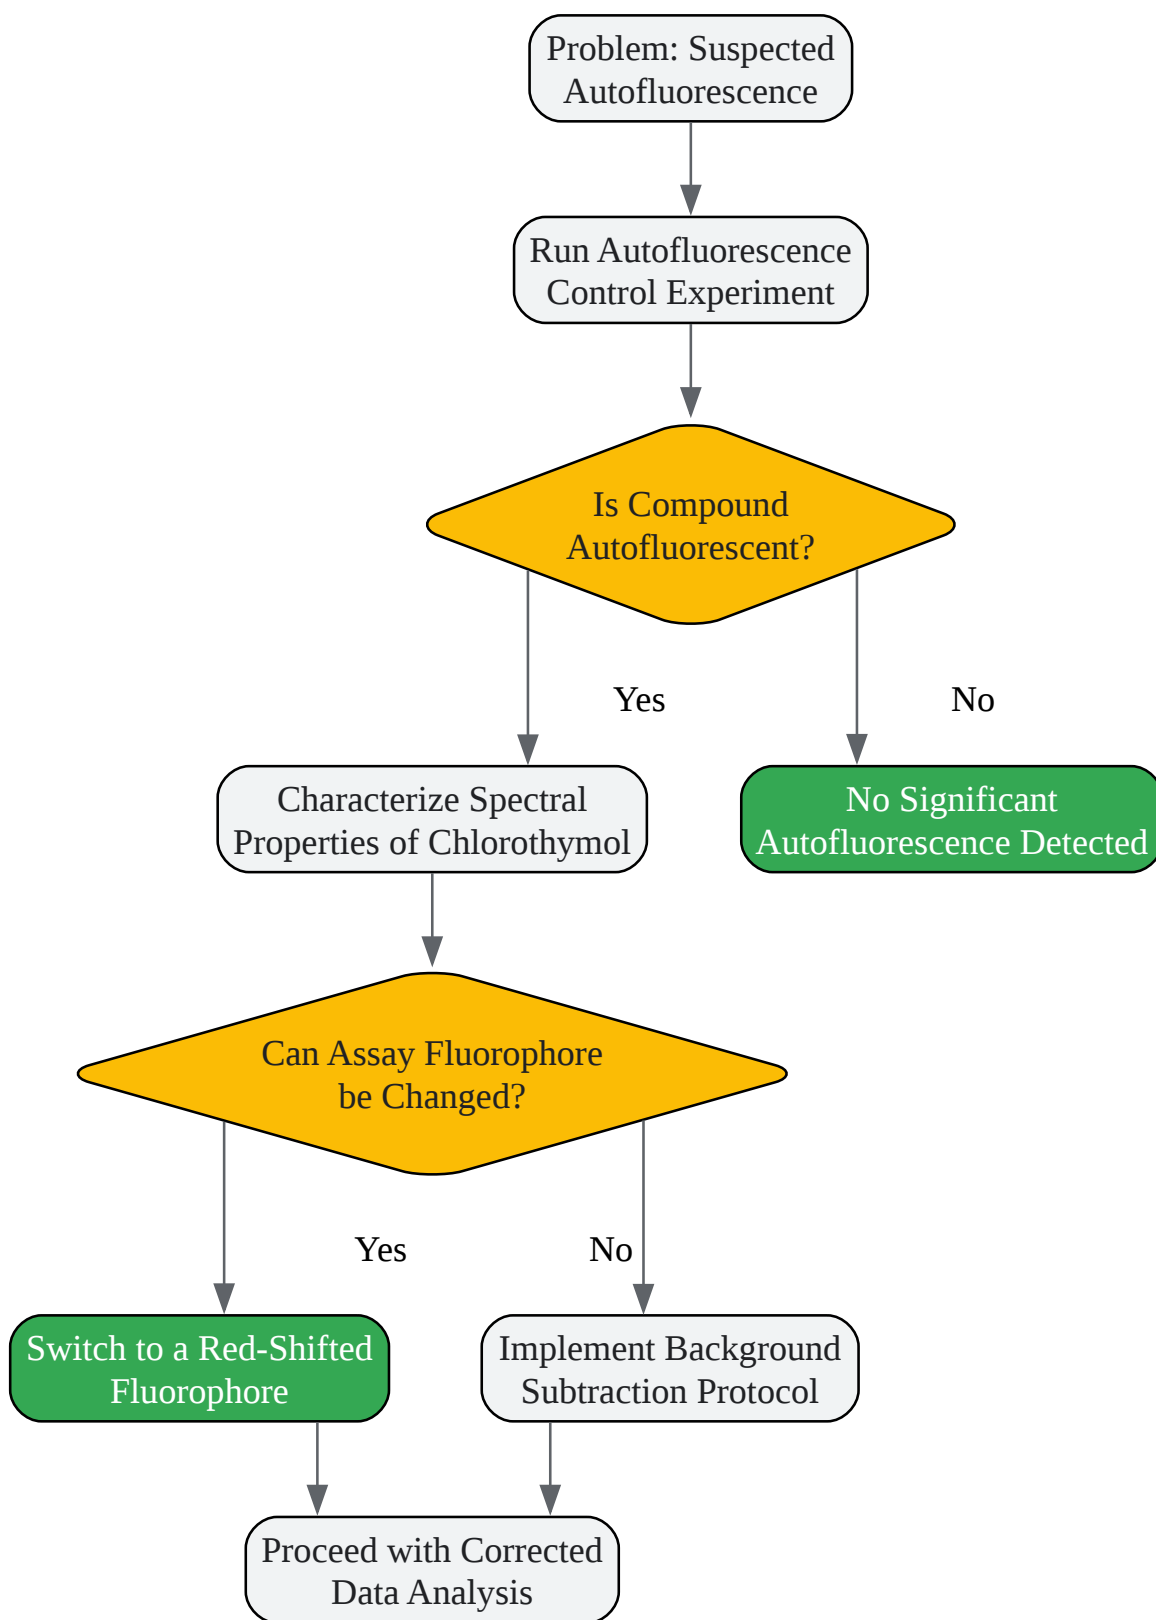 Problem: Suspected
Autofluorescence
Run Autofluorescence
Control Experiment
Is Compound
Autofluorescent?
Yes
No
Characterize Spectral
Properties of Chlorothymol
No Significant
Autofluorescence Detected
Can Assay Fluorophore
be Changed?
Yes
No
Switch to a Red-Shifted
Fluorophore
Implement Background
Subtraction Protocol
Proceed with Corrected
Data Analysis